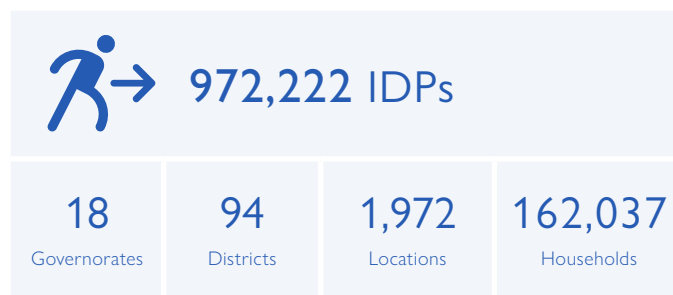 972,222 IDPs
18 94 1,972 162,037
Governorates Districts Locations Households